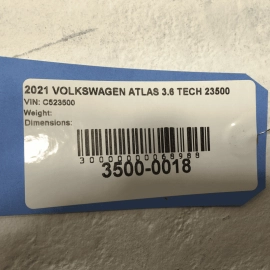 2021 VOLKSWAGEN ATLAS 3.6 TECH 23500
VIN: C523500
Weight:
Dimensions:
3500-0018